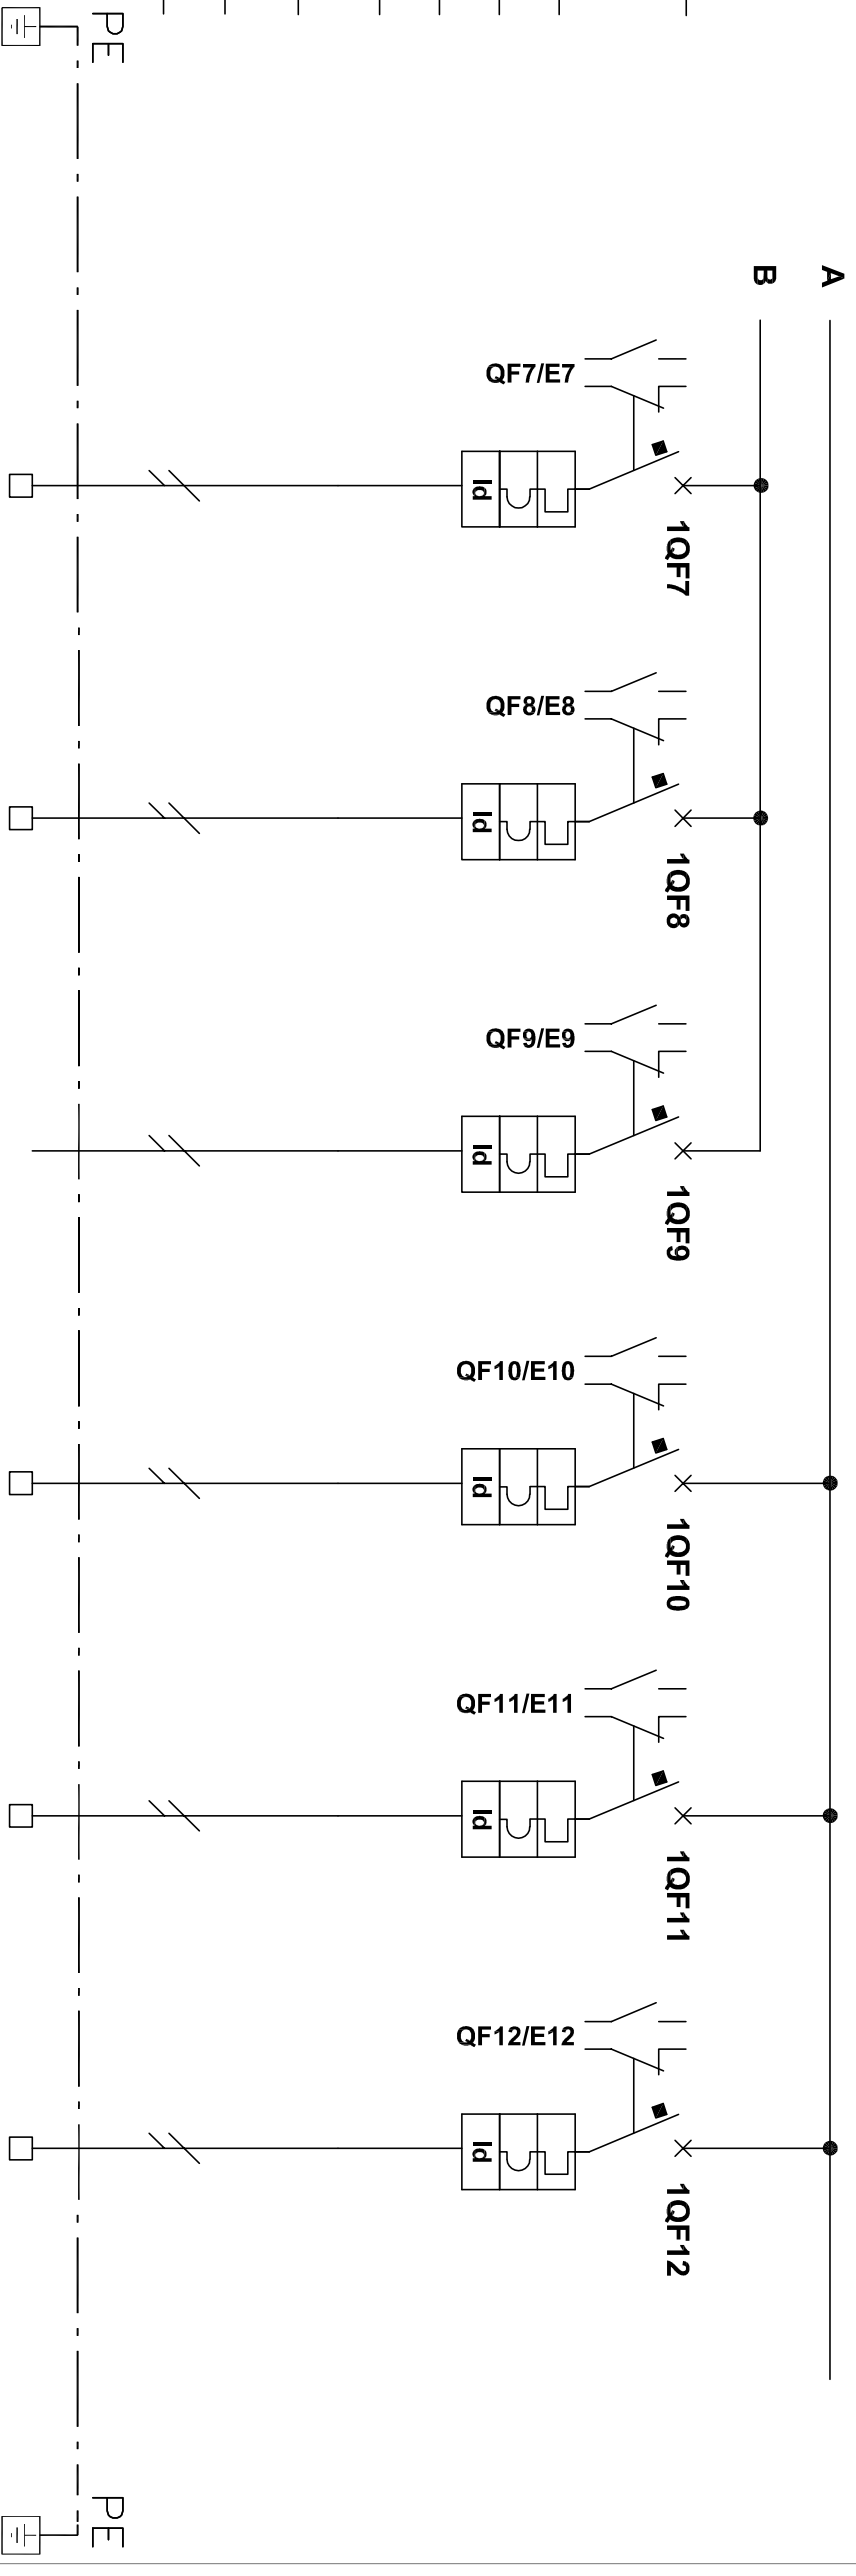 PE
A
B
QF7/E7
Id
1QF7
QF8/E8
Id
1QF8
QF9/E9
Id
1QF9
QF10/E10
Id
1QF10
QF11/E11
Id
1QF11
QF12/E12
Id
1QF12
PE